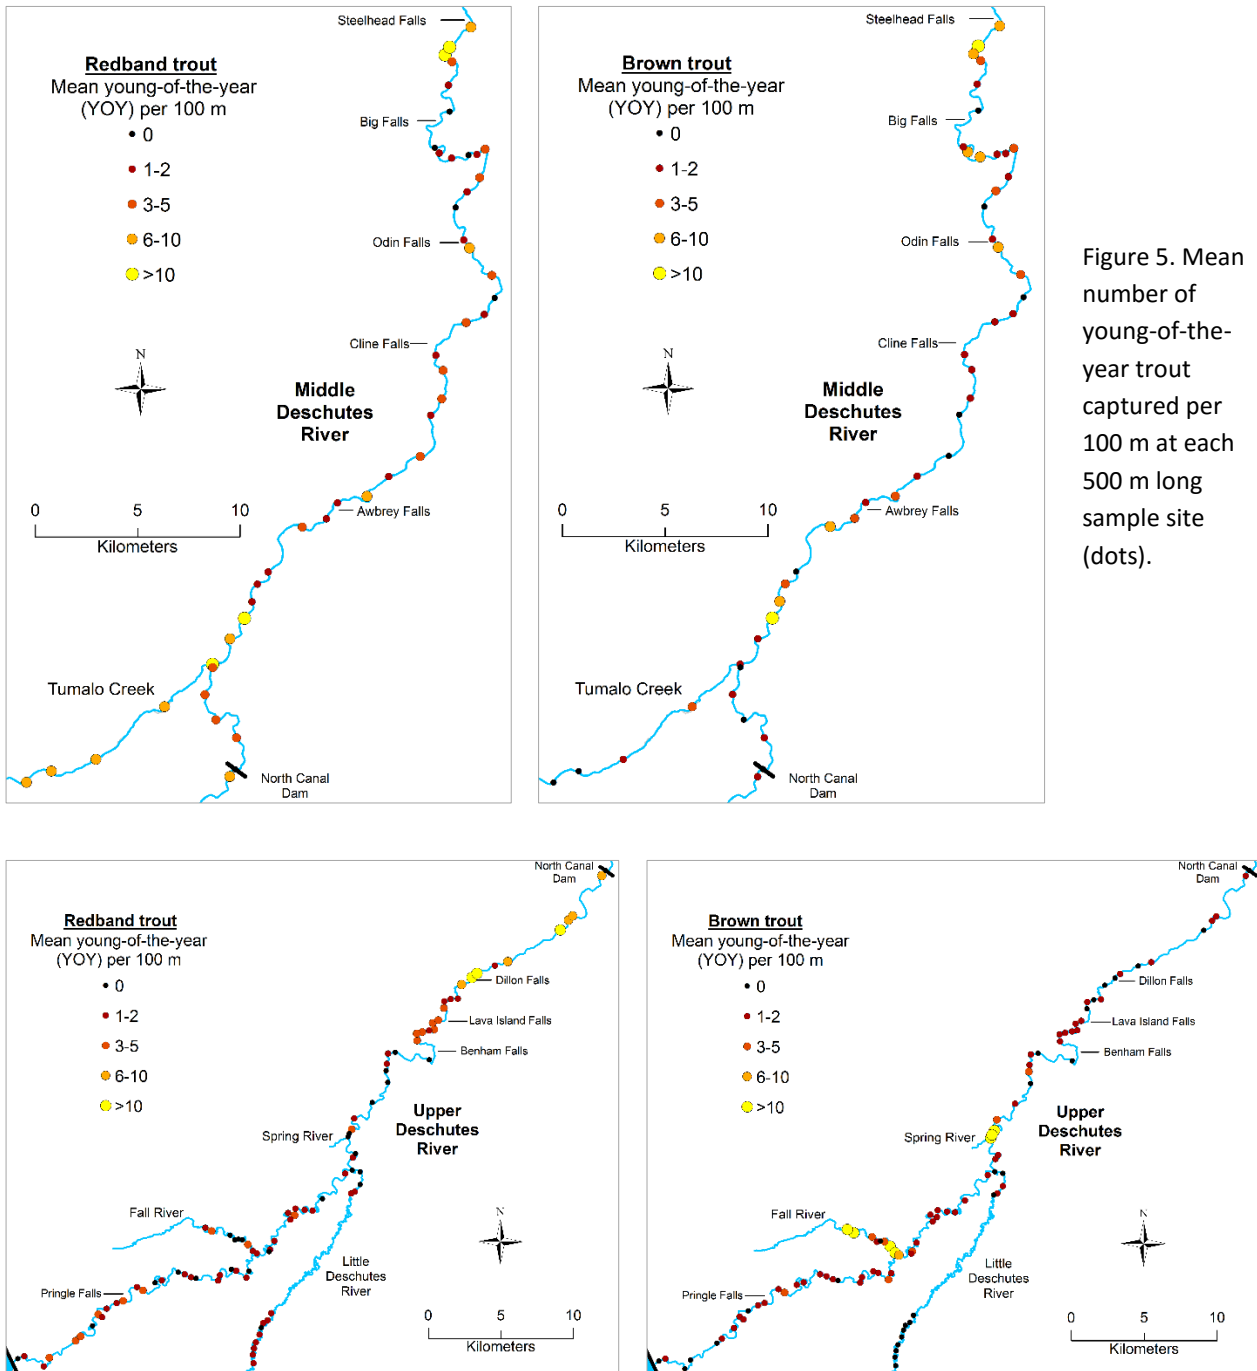 Steelhead Falls
Redband trout
Mean young-of-the-year
(YOY) per 100 m
0
1-2
3-5
6-10
>10
Big Falls
Odin Falls
Cline Falls
N
Middle
Deschutes
River
0
5
10
Kilometers
Awbrey Falls
Tumalo Creek
North Canal
Dam
Steelhead Falls
Brown trout
Mean young-of-the-year
(YOY) per 100 m
0
1-2
3-5
6-10
>10
Big Falls
Odin Falls
Cline Falls
N
Middle
Deschutes
River
0
5
10
Kilometers
Awbrey Falls
Tumalo Creek
North Canal
Dam
Figure 5. Mean
number of
young-of-the-
year trout
captured per
100 m at each
500 m long
sample site
(dots).
North Canal
Dam
Redband trout
Mean young-of-the-year
(YOY) per 100 m
0
1-2
3-5
6-10
>10
Dillon Falls
Lava Island Falls
Benham Falls
Upper
Deschutes
River
Spring River
Fall River
N
Little
Deschutes
River
Pringle Falls
0
5
10
Kilometers
North Canal
Dam
Brown trout
Mean young-of-the-year
(YOY) per 100 m
0
1-2
3-5
6-10
>10
Dillon Falls
Lava Island Falls
Benham Falls
Upper
Deschutes
River
Spring River
Fall River
N
Little
Deschutes
River
Pringle Falls
0
5
10
Kilometers